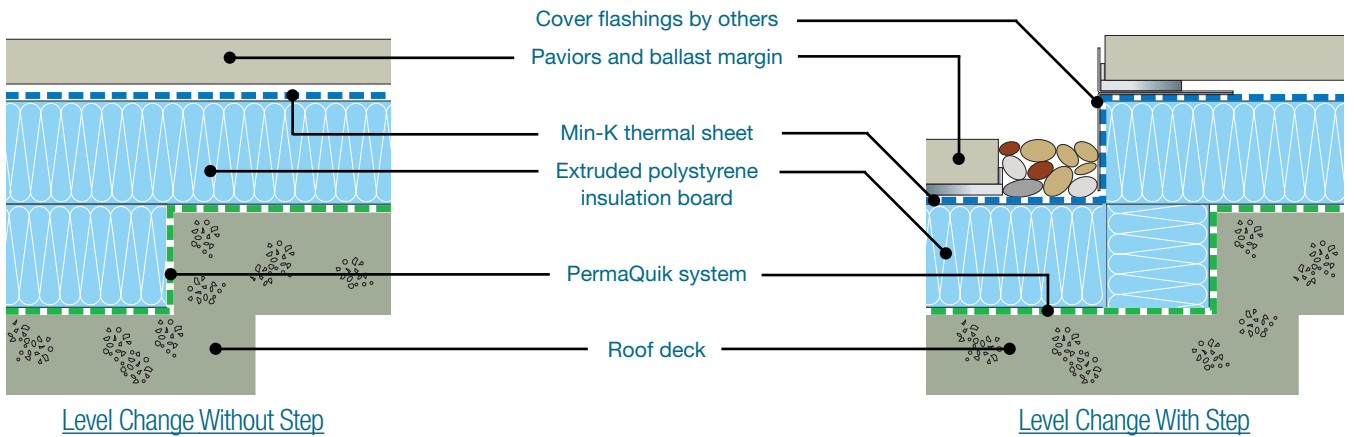 Cover flashings by others
Paviors and ballast margin
Min-K thermal sheet
Extruded polystyrene
insulation board
PermaQuik system
Roof deck
Level Change Without Step
Level Change With Step